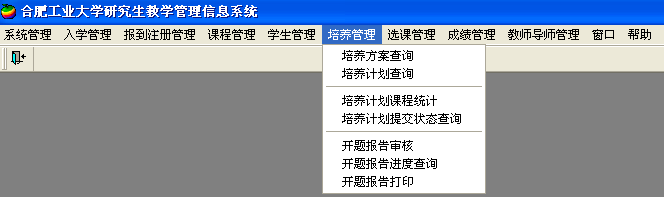 合肥工业大学研究生教学管理信息系统
系统管理 入学管理 报到注册管理 课程管理 学生管理 培养管理 选课管理 成绩管理 教师导师管理 窗口 帮助
培养方案查询
培养计划查询
培养计划课程统计
培养计划提交状态查询
开题报告审核
开题报告进度查询
开题报告打印